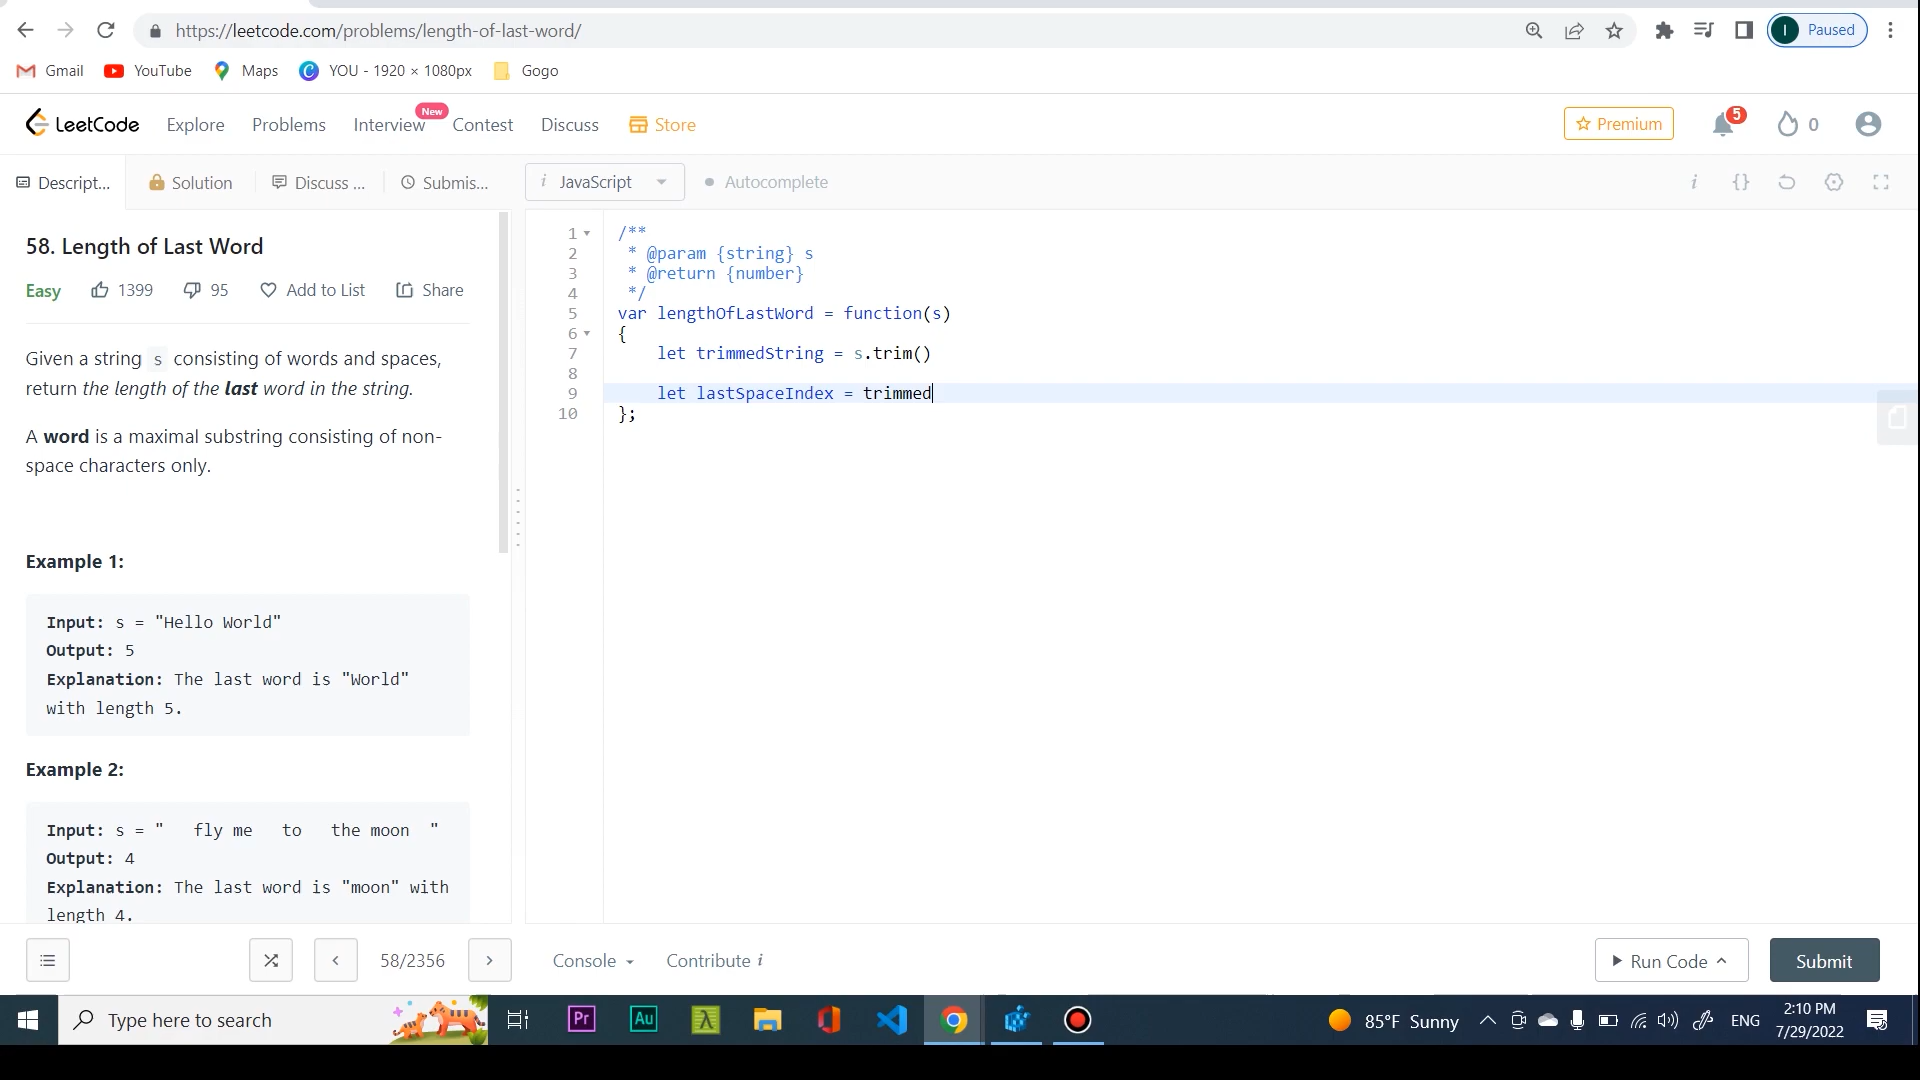 https://leetcode.com/problems/length-of-last-word/
Paused
Gmail
YouTube
Maps
YOU - 1920 × 1080px
Gogo
LeetCode
Explore
Problems
Interview
New
Contest
Discuss
Store
Premium
5
0
Descript...
Solution
Discuss ...
Submis...
i JavaScript
Autocomplete
i
{}
58. Length of Last Word
Easy
1399
95
Add to List
Share
Given a string s consisting of words and spaces,
return the length of the last word in the string.
A word is a maximal substring consisting of non-
space characters only.
Example 1:
Input: s = "Hello World"
Output: 5
Explanation: The last word is "World"
with length 5.
Example 2:
Input: s = "   fly me   to   the moon  "
Output: 4
Explanation: The last word is "moon" with
length 4.
1 /**
2  * @param {string} s
3  * @return {number}
4  */
5 var lengthOfLastWord = function(s)
6 {
7     let trimmedString = s.trim()
8
9     let lastSpaceIndex = trimmed
10 };
58/2356
Console
Contribute i
Run Code
Submit
Type here to search
Pr
Au
85°F Sunny
ENG
2:10 PM
7/29/2022